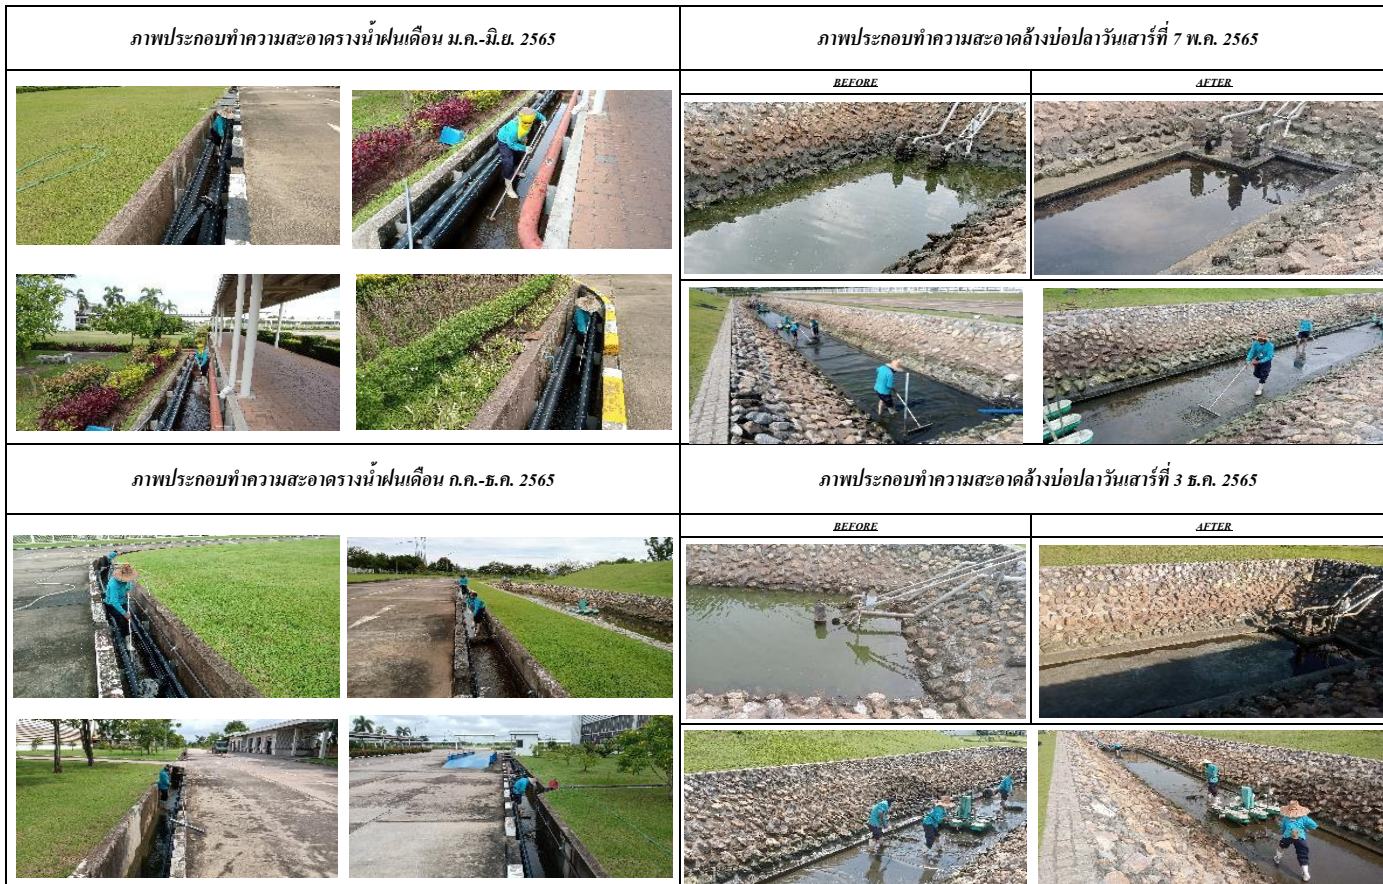 ภาพประกอบทำความสะอาดรางน้ำฝนเดือน ม.ค.-มิ.ย. 2565
ภาพประกอบทำความสะอาดล้างบ่อปลาวันเสาร์ที่ 7 พ.ค. 2565
BEFORE
AFTER
ภาพประกอบทำความสะอาดรางน้ำฝนเดือน ก.ค.-ธ.ค. 2565
ภาพประกอบทำความสะอาดล้างบ่อปลาวันเสาร์ที่ 3 ธ.ค. 2565
BEFORE
AFTER